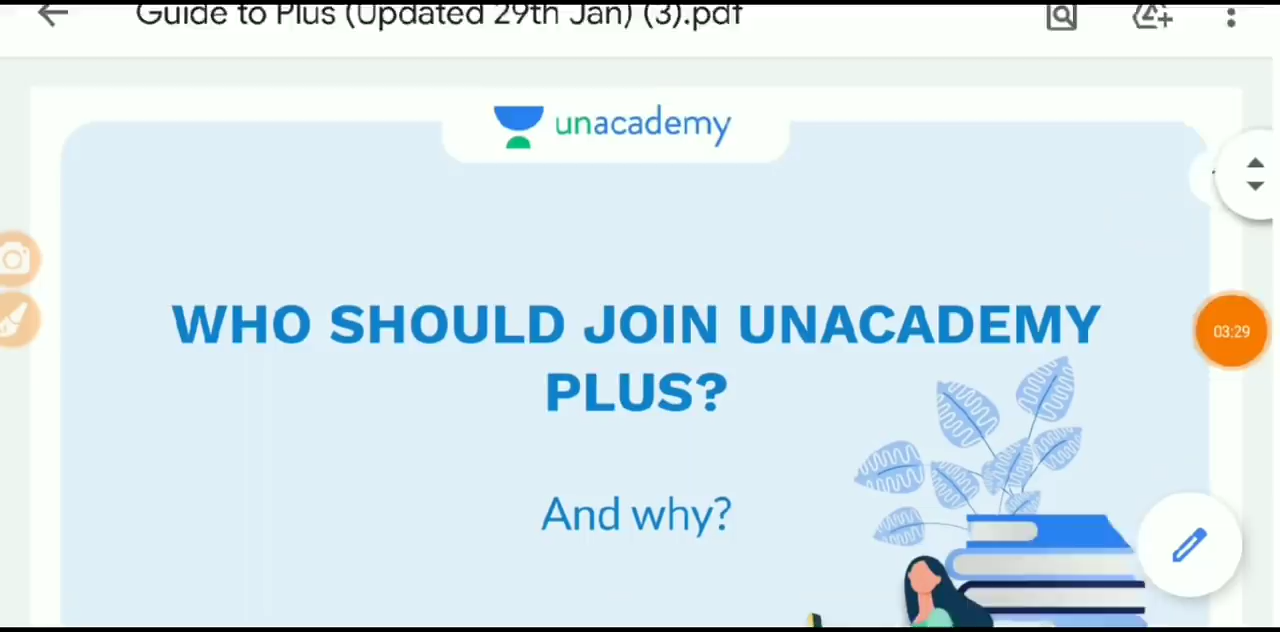 Guide to Plus (Updated 29th Jan) (3).pdf
unacademy
WHO SHOULD JOIN UNACADEMY
PLUS?
03:29
And why?